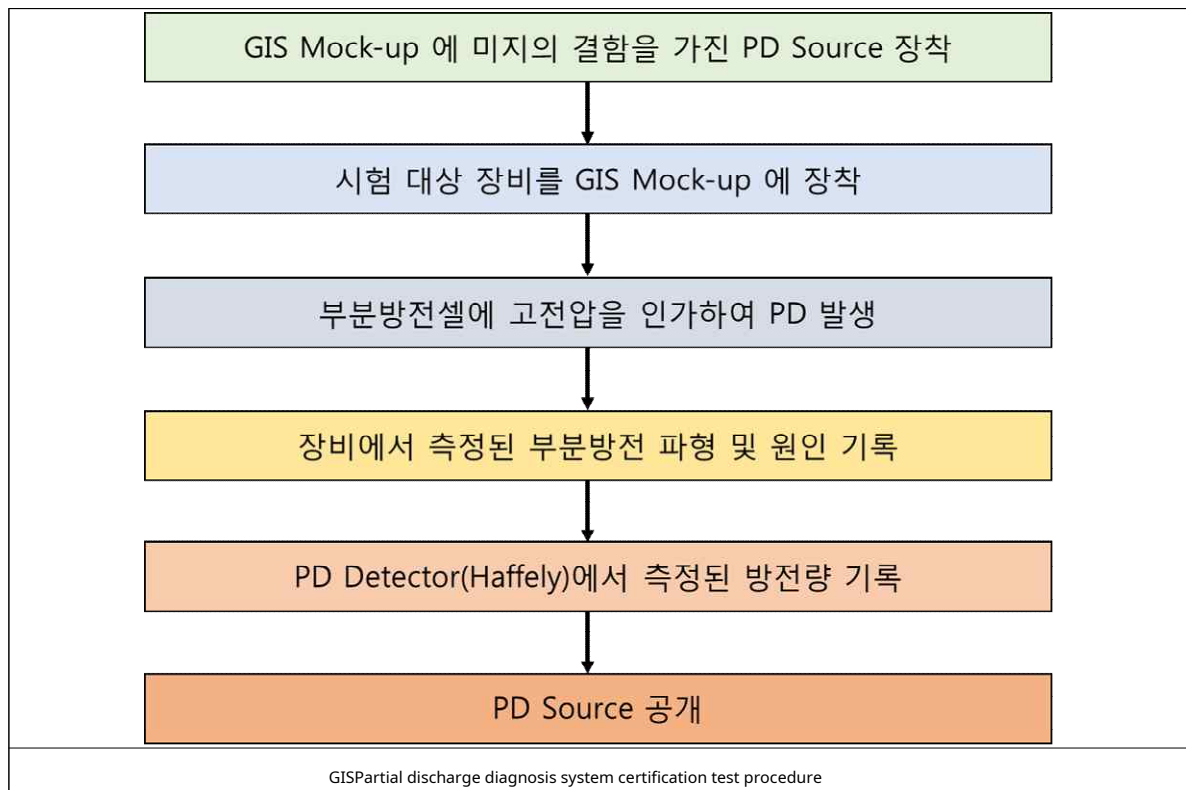 GIS Mock-up 에 미지의 결함을 가진 PD Source 장착
시험 대상 장비를 GIS Mock-up 에 장착
부분방전셀에 고전압을 인가하여 PD 발생
장비에서 측정된 부분방전 파형 및 원인 기록
PD Detector(Haffely)에서 측정된 방전량 기록
PD Source 공개
GISPartial discharge diagnosis system certification test procedure